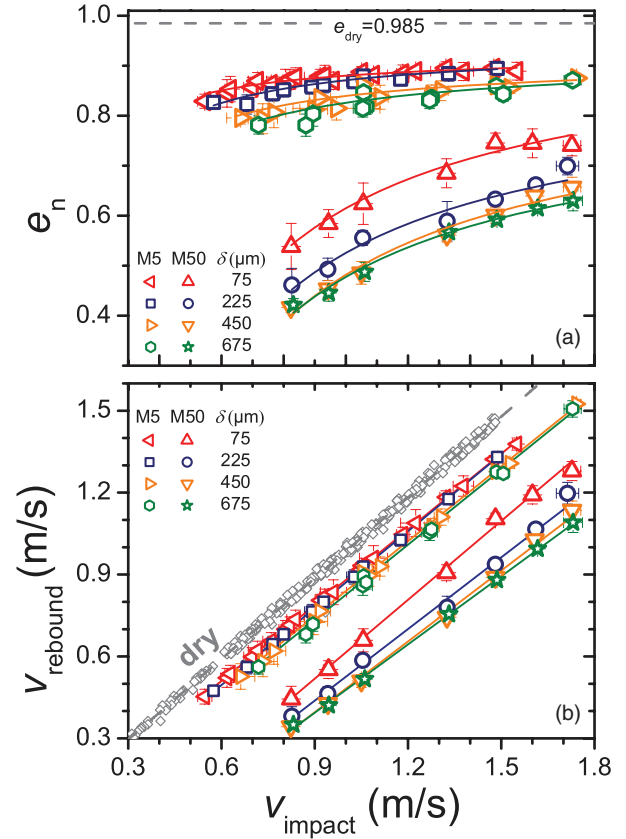 1.0
0.8
0.6
0.4
eₙ
e_dry=0.985
M5 M50 δ(μm)
75
225
450
675
(a)
1.5
1.2
0.9
0.6
0.3
v_rebound (m/s)
M5 M50 δ(μm)
75
225
450
675
dry
(b)
0.3 0.6 0.9 1.2 1.5 1.8
v_impact (m/s)